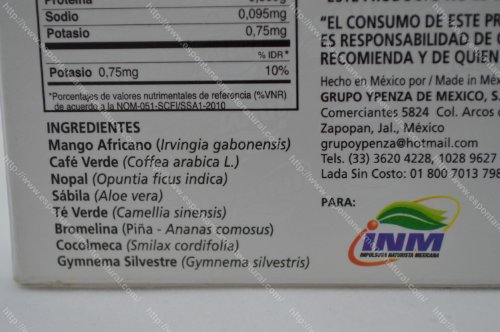 Proteína
Sodio 0,095mg
Potasio 0,75mg
% IDR*
Potasio 0,75mg 10%
*Porcentajes de valores nutrimentales de referencia (%VNR)
de acuerdo a la NOM-051-SCFI/SSA1-2010
INGREDIENTES
Mango Africano (Irvingia gabonensis)
Café Verde (Coffea arabica L.)
Nopal (Opuntia ficus indica)
Sábila (Aloe vera)
Té Verde (Camellia sinensis)
Bromelina (Piña - Ananas comosus)
Cocolmeca (Smilax cordifolia)
Gymnema Silvestre (Gymnema silvestris)
"EL CONSUMO DE ESTE
ES RESPONSABILIDAD DE
RECOMIENDA Y DE QUIEN
Hecho en México por / Made in
GRUPO YPENZA DE MEXICO, S.
Comerciantes 5824 Col. Arcos
Zapopan, Jal., México
grupoypenza@hotmail.com
Tels. (33) 3620 4228, 1028 9627
Lada Sin Costo: 01 800 7013
PARA:
iNM
IMPULSORA NATURISTA MEXICANA